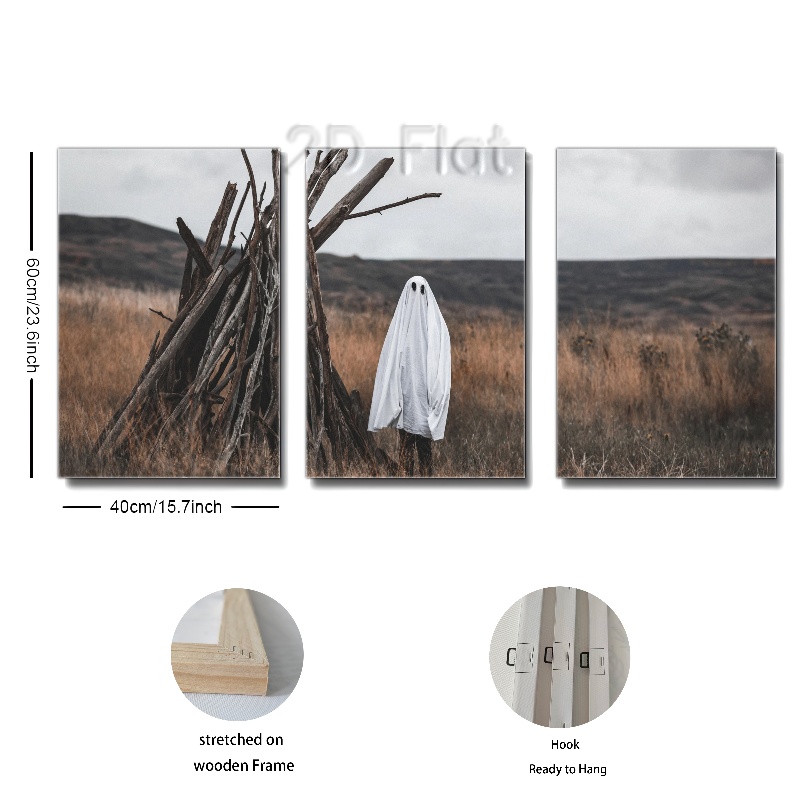 2D Flat
60cm/23.6inch
40cm/15.7inch
stretched on
wooden Frame
Hook
Ready to Hang